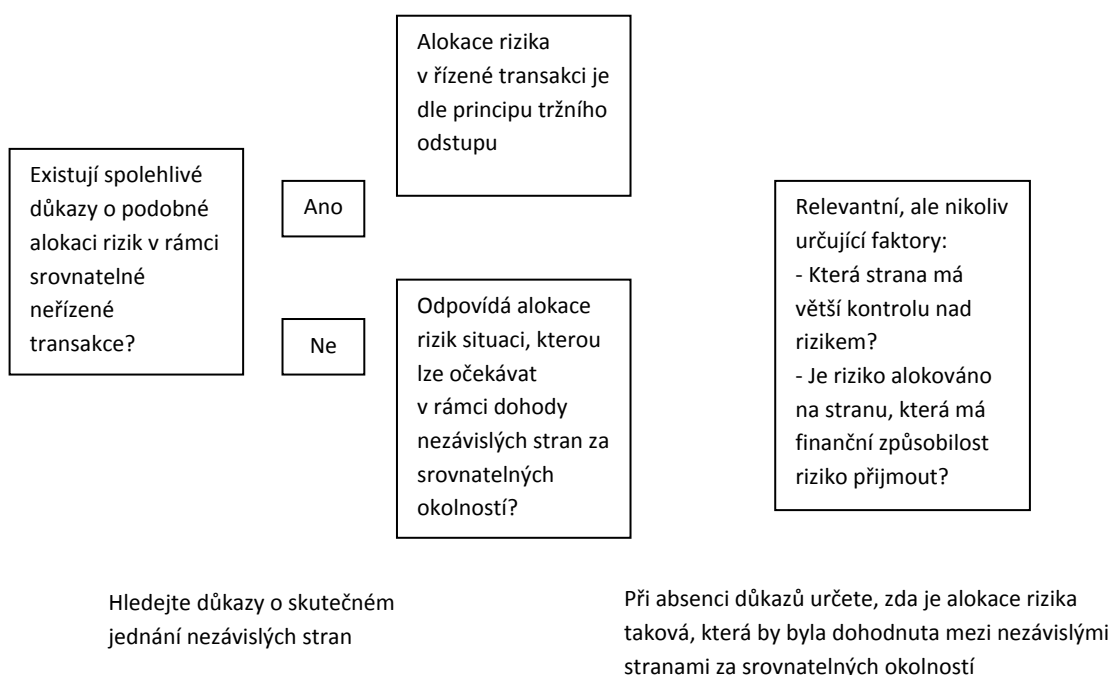 Alokace rizika
v řízené transakci je
dle principu tržního
odstupu
Existují spolehlivé
důkazy o podobné
alokaci rizik v rámci
srovnatelné
neřízené
transakce?
Ano
Ne
Odpovídá alokace
rizik situaci, kterou
lze očekávat
v rámci dohody
nezávislých stran za
srovnatelných
okolností?
Relevantní, ale nikoliv
určující faktory:
- Která strana má
větší kontrolu nad
rizikem?
- Je riziko alokováno
na stranu, která má
finanční způsobilost
riziko přijmout?
Hledejte důkazy o skutečném
jednání nezávislých stran
Při absenci důkazů určete, zda je alokace rizika
taková, která by byla dohodnuta mezi nezávislými
stranami za srovnatelných okolností